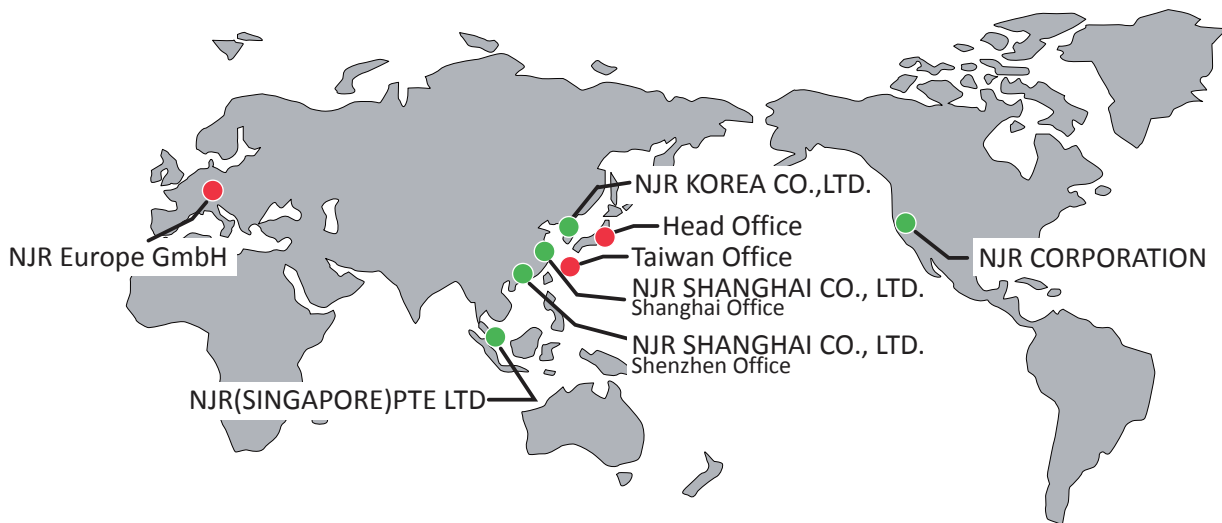 NJR KOREA CO.,LTD.
Head Office
NJR Europe GmbH
Taiwan Office
NJR CORPORATION
NJR SHANGHAI CO., LTD.
Shanghai Office
NJR SHANGHAI CO., LTD.
Shenzhen Office
NJR(SINGAPORE)PTE LTD